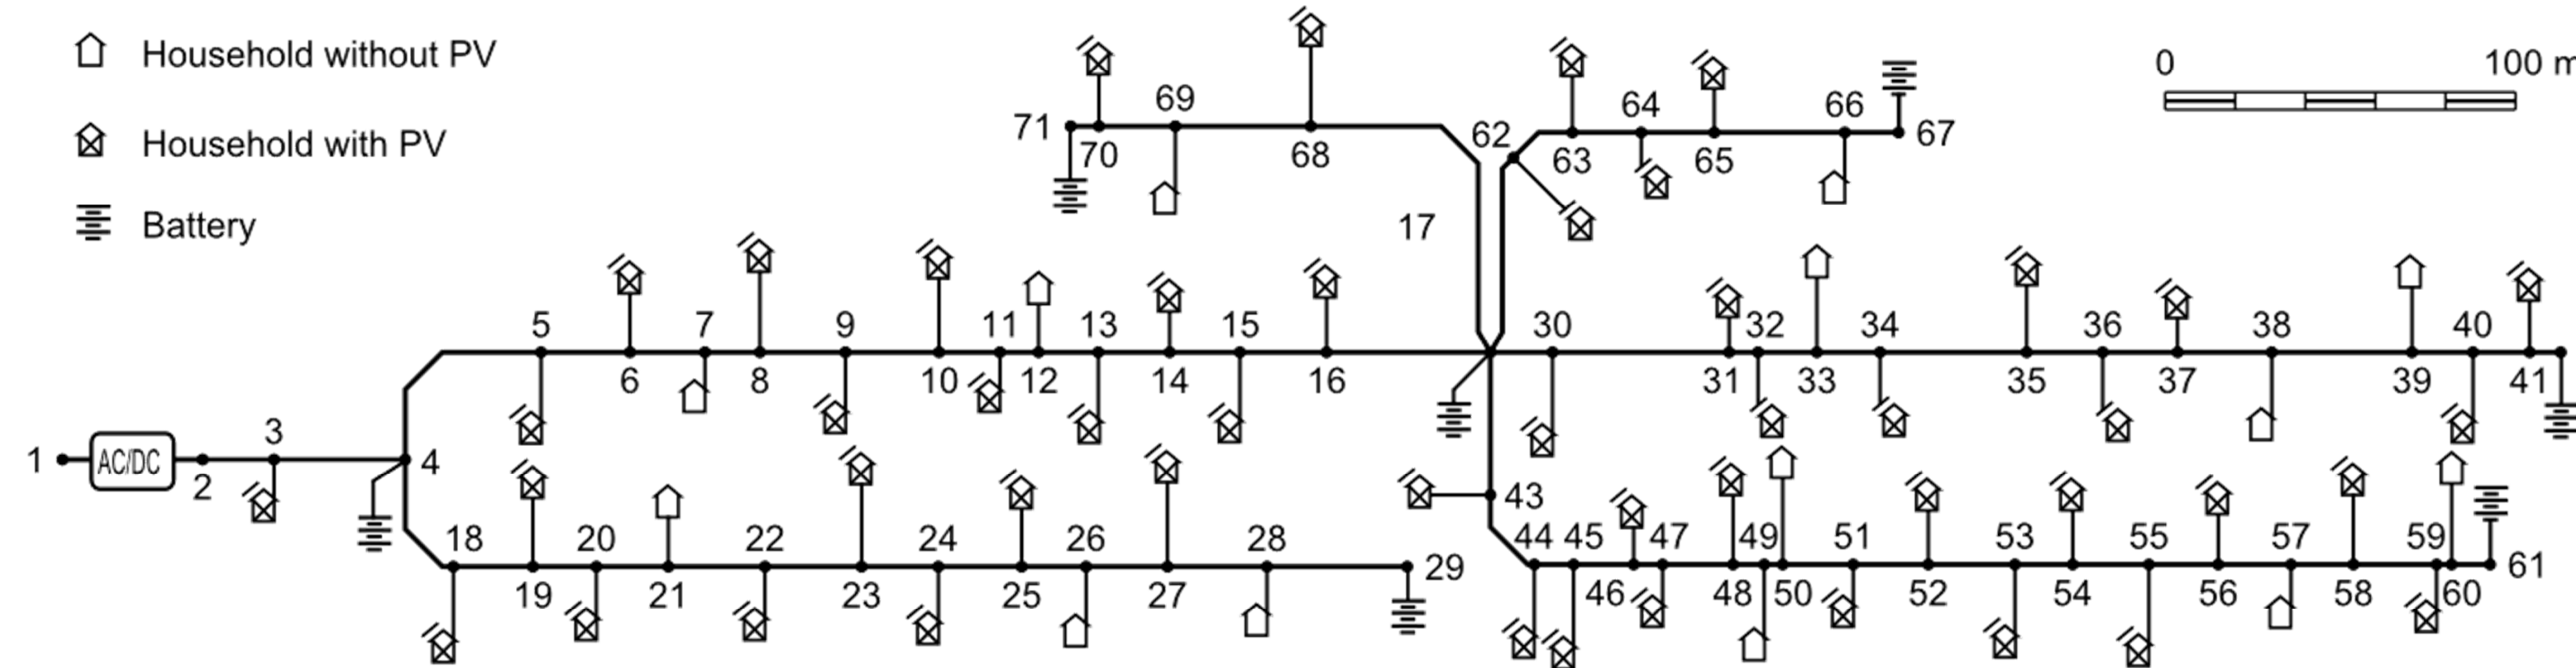 Household without PV
Household with PV
Battery
0 100 m
71 70 69 68
62 63 64 65 66 67
17
5 6 7 8 9 10 11 12 13 14 15 16
30 31 32 33 34 35 36 37 38 39 40 41
1 AC/DC 2 3 4
43
18 19 20 21 22 23 24 25 26 27 28 29
44 45 46 47 48 49 50 51 52 53 54 55 56 57 58 59 60 61